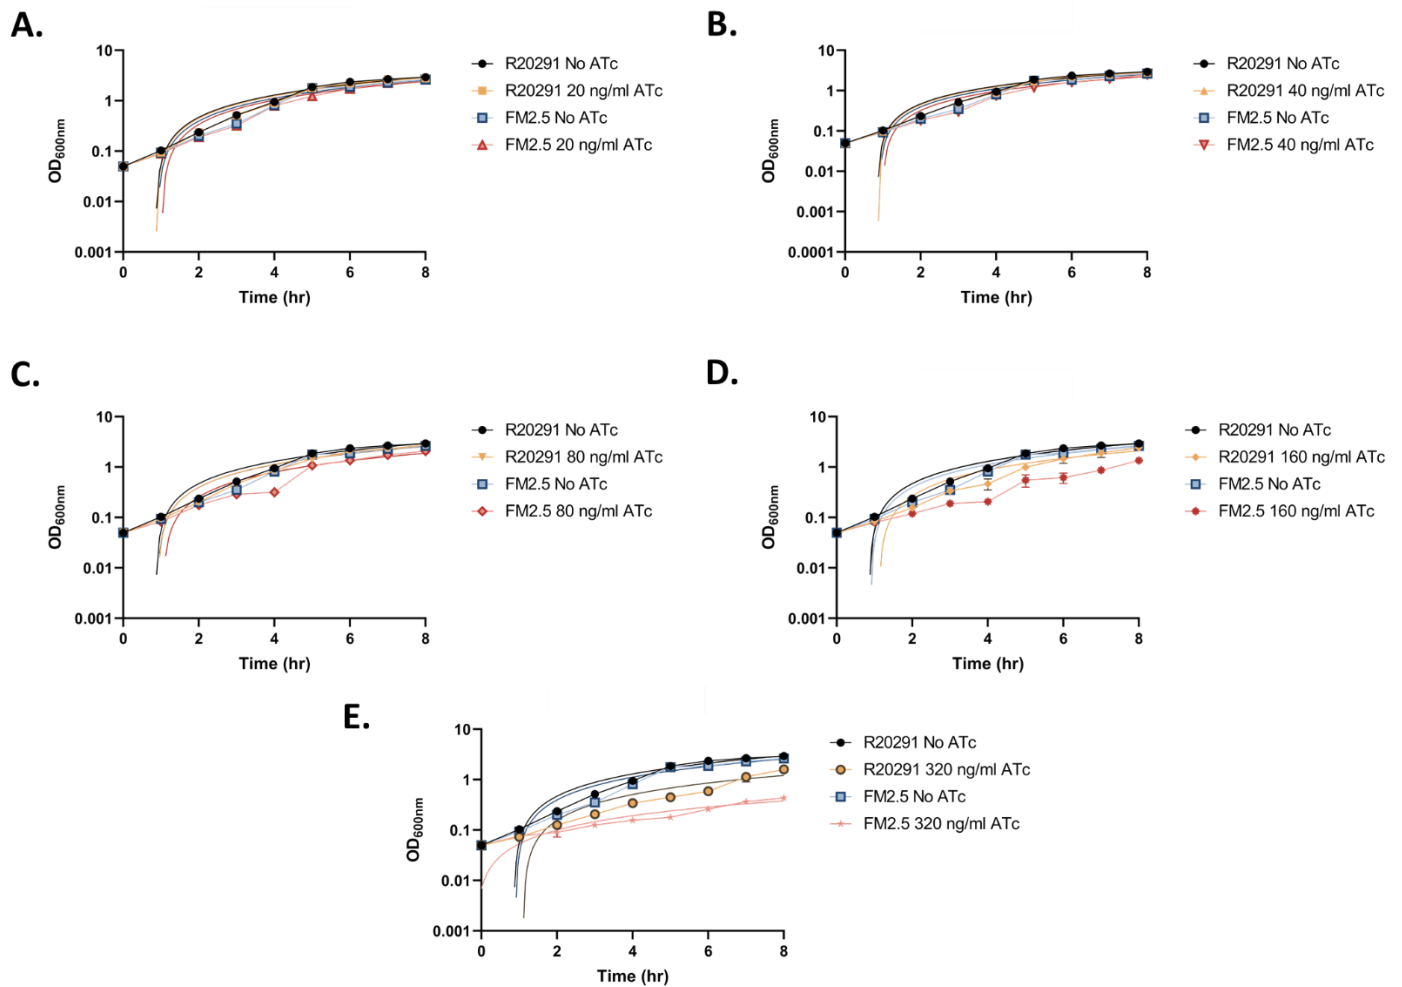 A.
10
1
0.1
0.01
0.001
OD600nm
0 2 4 6 8
Time (hr)
R20291 No ATc
R20291 20 ng/ml ATc
FM2.5 No ATc
FM2.5 20 ng/ml ATc
B.
10
1
0.1
0.01
0.001
0.0001
OD600nm
0 2 4 6 8
Time (hr)
R20291 No ATc
R20291 40 ng/ml ATc
FM2.5 No ATc
FM2.5 40 ng/ml ATc
C.
10
1
0.1
0.01
0.001
OD600nm
0 2 4 6 8
Time (hr)
R20291 No ATc
R20291 80 ng/ml ATc
FM2.5 No ATc
FM2.5 80 ng/ml ATc
D.
10
1
0.1
0.01
0.001
OD600nm
0 2 4 6 8
Time (hr)
R20291 No ATc
R20291 160 ng/ml ATc
FM2.5 No ATc
FM2.5 160 ng/ml ATc
E.
10
1
0.1
0.01
0.001
OD600nm
0 2 4 6 8
Time (hr)
R20291 No ATc
R20291 320 ng/ml ATc
FM2.5 No ATc
FM2.5 320 ng/ml ATc